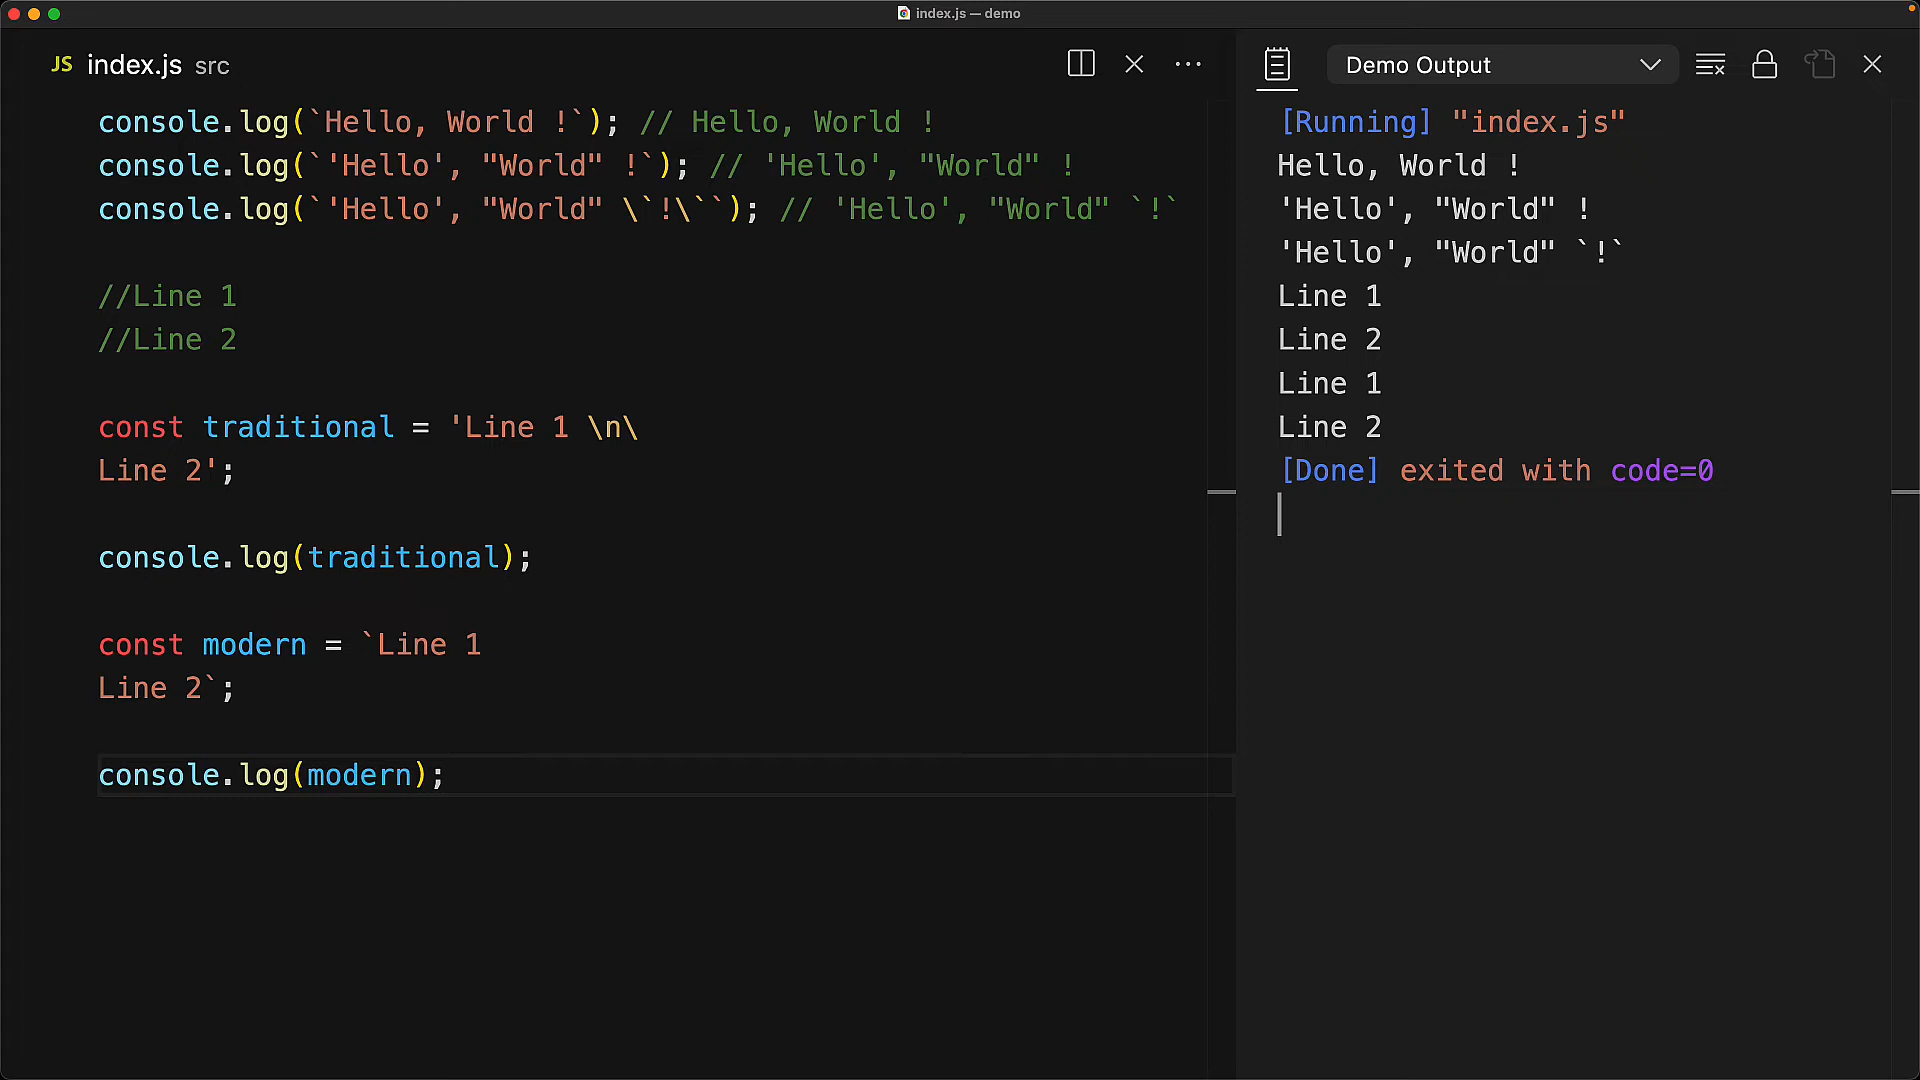 index.js — demo
JS index.js src
console.log(`Hello, World !`); // Hello, World !
console.log(`'Hello', "World" !`); // 'Hello', "World" !
console.log(`'Hello', "World" \`!\``); // 'Hello', "World" `!`
//Line 1
//Line 2
const traditional = 'Line 1 \n\
Line 2';
console.log(traditional);
const modern = `Line 1
Line 2`;
console.log(modern);
Demo Output
[Running] "index.js"
Hello, World !
'Hello', "World" !
'Hello', "World" `!`
Line 1
Line 2
Line 1
Line 2
[Done] exited with code=0